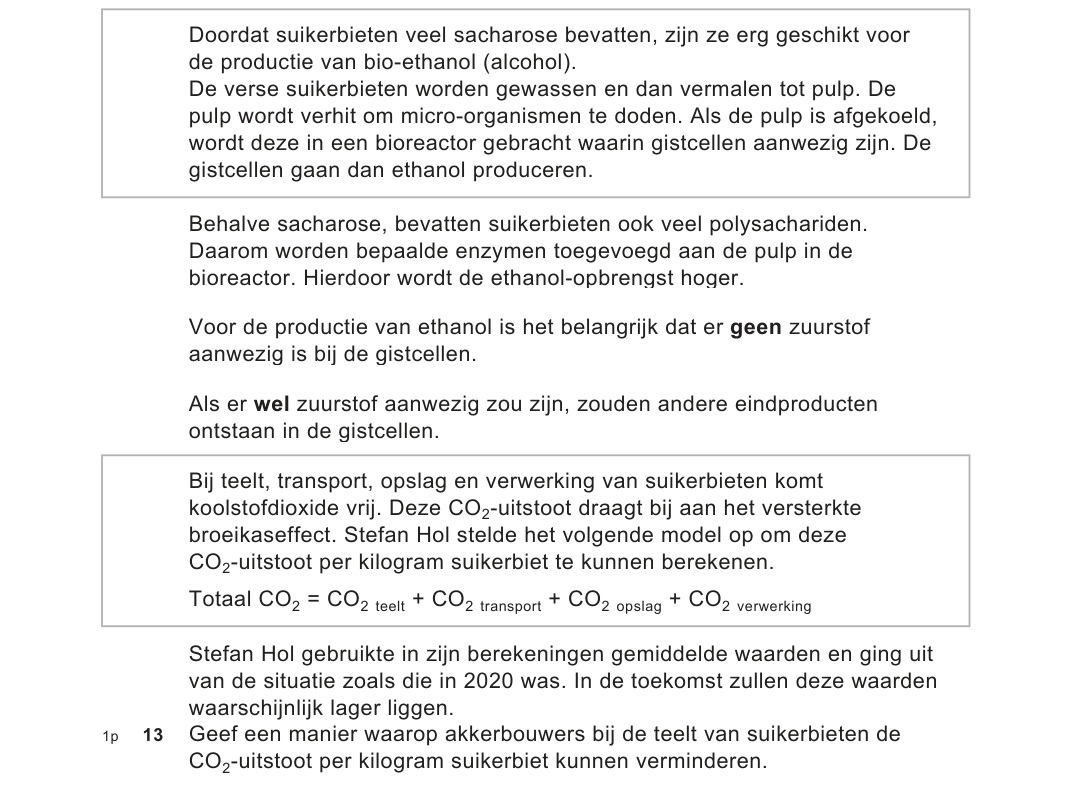 Doordat suikerbieten veel sacharose bevatten, zijn ze erg geschikt voor
de productie van bio-ethanol (alcohol).
De verse suikerbieten worden gewassen en dan vermalen tot pulp. De
pulp wordt verhit om micro-organismen te doden. Als de pulp is afgekoeld,
wordt deze in een bioreactor gebracht waarin gistcellen aanwezig zijn. De
gistcellen gaan dan ethanol produceren.
Behalve sacharose, bevatten suikerbieten ook veel polysachariden.
Daarom worden bepaalde enzymen toegevoegd aan de pulp in de
bioreactor. Hierdoor wordt de ethanol-opbrengst hoger.
Voor de productie van ethanol is het belangrijk dat er geen zuurstof
aanwezig is bij de gistcellen.
Als er wel zuurstof aanwezig zou zijn, zouden andere eindproducten
ontstaan in de gistcellen.
Bij teelt, transport, opslag en verwerking van suikerbieten komt
koolstofdioxide vrij. Deze CO₂-uitstoot draagt bij aan het versterkte
broeikaseffect. Stefan Hol stelde het volgende model op om deze
CO₂-uitstoot per kilogram suikerbiet te kunnen berekenen.
Totaal CO₂ = CO₂ teelt + CO₂ transport + CO₂ opslag + CO₂ verwerking
Stefan Hol gebruikte in zijn berekeningen gemiddelde waarden en ging uit
van de situatie zoals die in 2020 was. In de toekomst zullen deze waarden
waarschijnlijk lager liggen.
1p 13 Geef een manier waarop akkerbouwers bij de teelt van suikerbieten de
CO₂-uitstoot per kilogram suikerbiet kunnen verminderen.